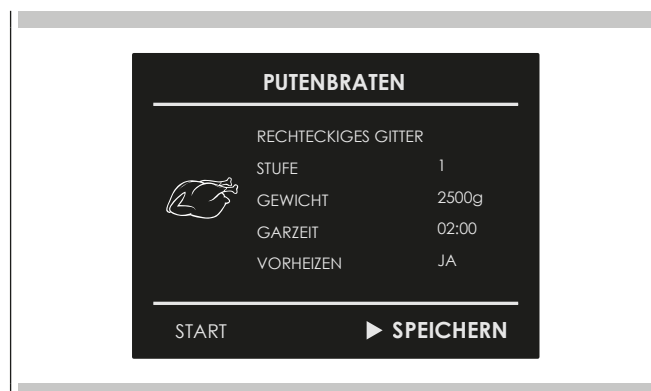 PUTENBRATEN
RECHTECKIGES GITTER
STUFE 1
GEWICHT 2500g
GARZEIT 02:00
VORHEIZEN JA
START ▶ SPEICHERN